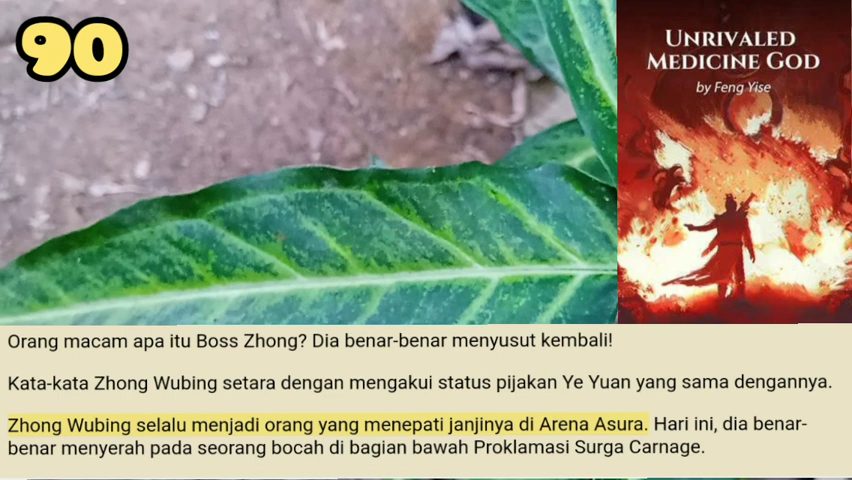 90
UNRIVALED
MEDICINE GOD
by Feng Yise
Orang macam apa itu Boss Zhong? Dia benar-benar menyusut kembali!
Kata-kata Zhong Wubing setara dengan mengakui status pijakan Ye Yuan yang sama dengannya.
Zhong Wubing selalu menjadi orang yang menepati janjinya di Arena Asura. Hari ini, dia benar-
benar menyerah pada seorang bocah di bagian bawah Proklamasi Surga Carnage.